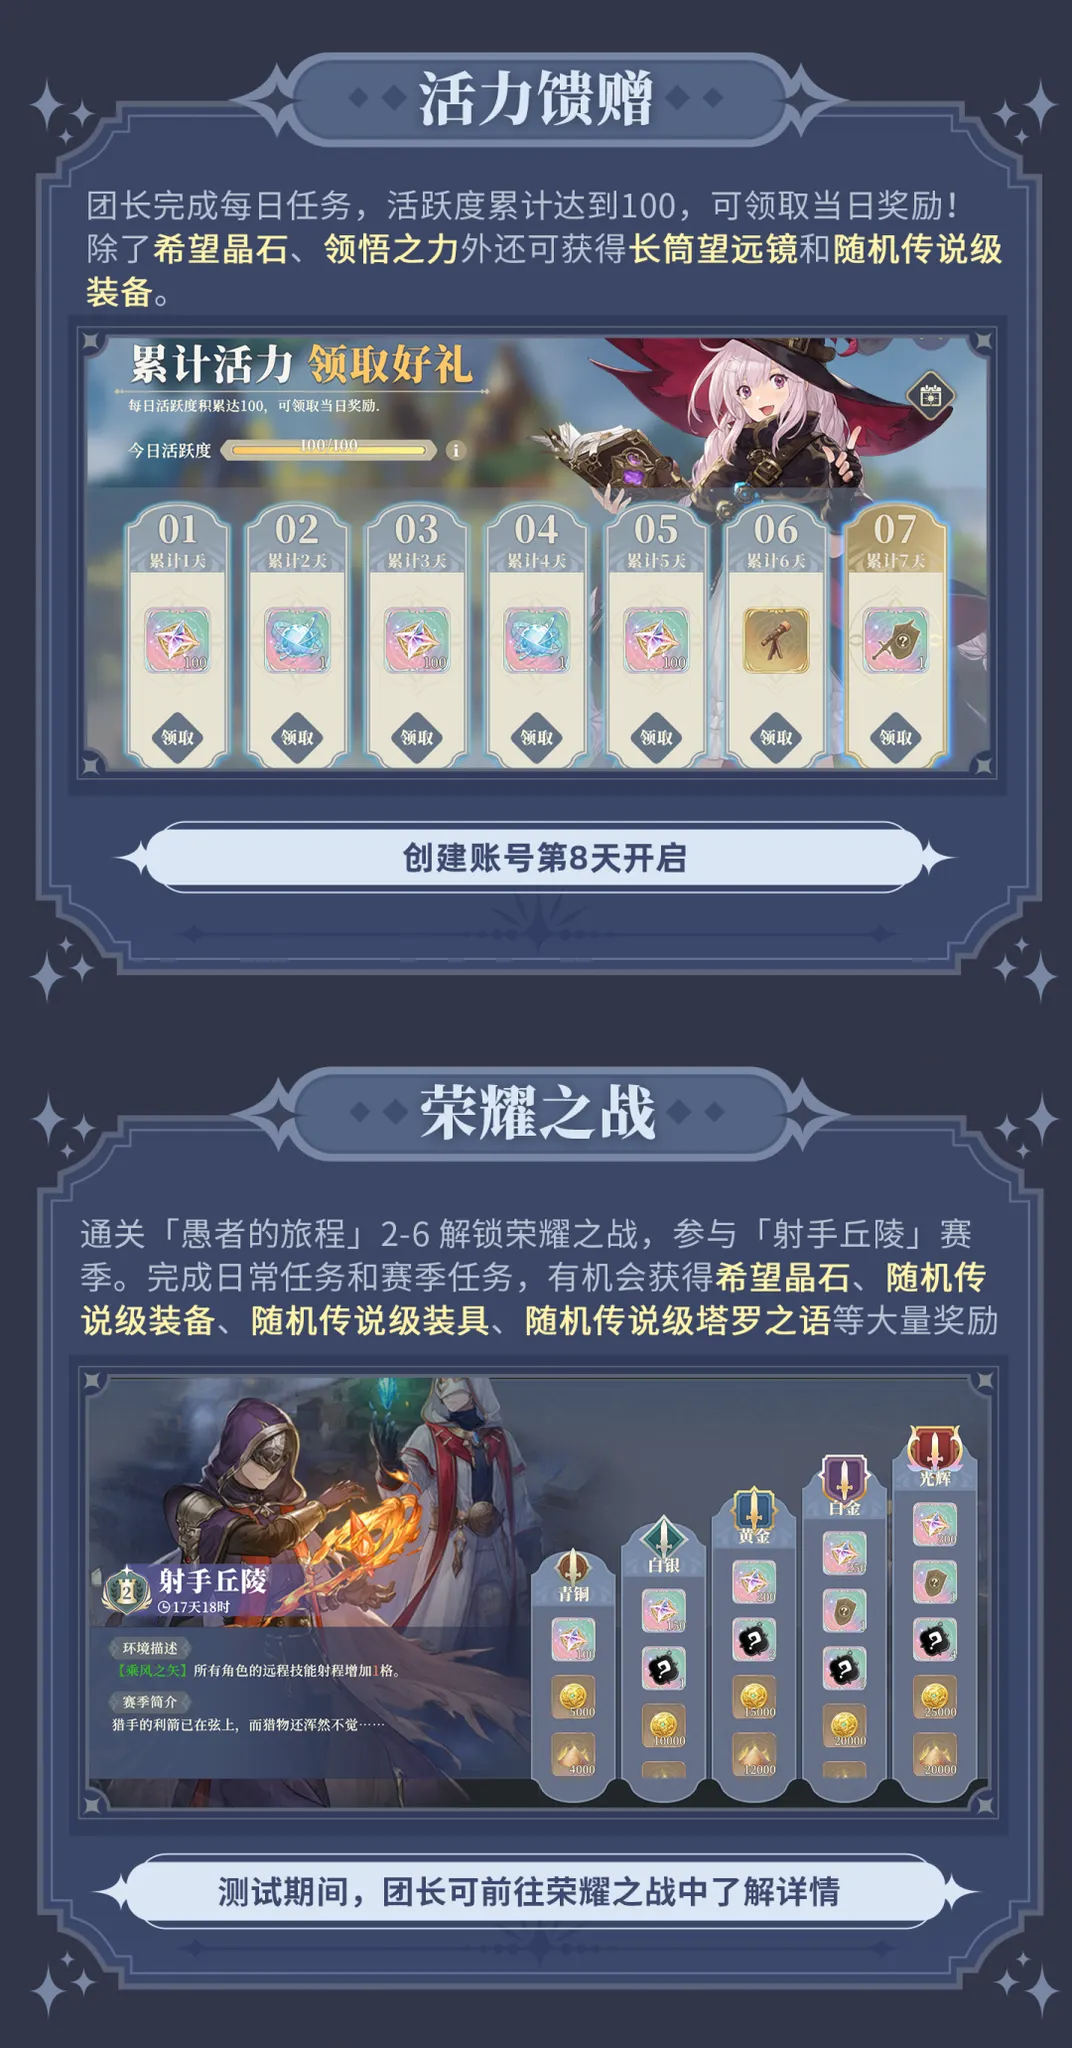 活力馈赠
团长完成每日任务，活跃度累计达到100，可领取当日奖励！
除了希望晶石、领悟之力外还可获得长筒望远镜和随机传说级
装备。
累计活力 领取好礼
每日活跃度积累达100，可领取当日奖励.
今日活跃度 100/100
01 02 03 04 05 06 07
累计1天 累计2天 累计3天 累计4天 累计5天 累计6天 累计7天
100 1 100 1 100 1
领取 领取 领取 领取 领取 领取 领取
创建账号第8天开启
荣耀之战
通关「愚者的旅程」2-6 解锁荣耀之战，参与「射手丘陵」赛
季。完成日常任务和赛季任务，有机会获得希望晶石、随机传
说级装备、随机传说级装具、随机传说级塔罗之语等大量奖励
2
射手丘陵
17天18时
环境描述
【乘风之矢】所有角色的远程技能射程增加1格。
赛季简介
猎手的利箭已在弦上，而猎物还浑然不觉……
青铜
100
5000
4000
白银
150
1
10000
黄金
200
2
15000
12000
白金
250
1
20000
光辉
300
1
4
25000
20000
测试期间，团长可前往荣耀之战中了解详情